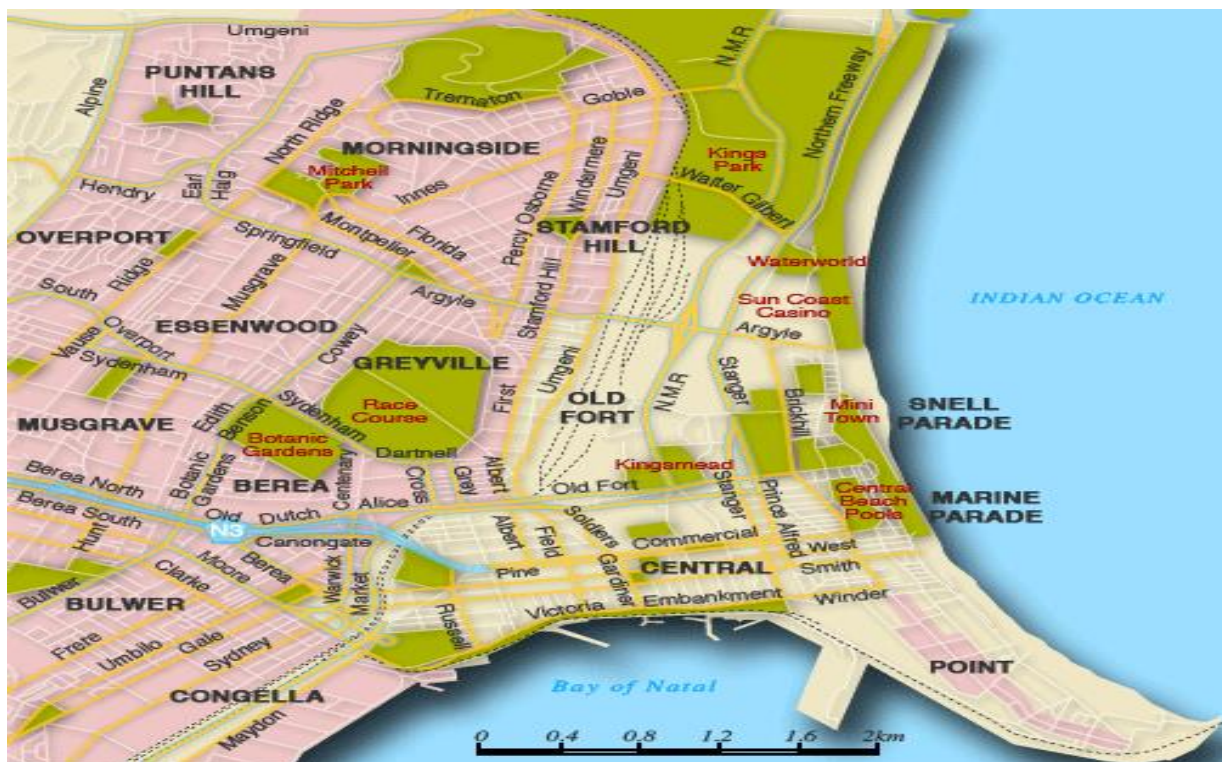 Umgeni
N.M.R
PUNTANS
HILL
Alpine
Trematon
Goble
Northern Freeway
North Ridge
MORNINGSIDE
Windermere
Umgeni
Kings
Park
Mitchell
Park
Hendry
Earl
Haig
Innes
Percy Osborne
Walter Gilbert
OVERPORT
Montpelier
Florida
STAMFORD
HILL
Springfield
Waterworld
Ridge
Musgrave
South
Argyle
Stamford Hill
Sun Coast
Casino
INDIAN OCEAN
ESSENWOOD
Overport
Vause
Sydenham
Cowey
Argyle
GREYVILLE
Umgeni
First
Stanger
N.M.R
OLD
FORT
Brickhill
Mini
Town
SNELL
PARADE
Race
Course
MUSGRAVE
Edith
Benson
Sydenham
Botanic
Gardens
Dartnell
Kingsmead
Botanic
Gardens
BEREA
Centenary
Cross
Grey
Albert
Old Fort
Stanger
Central
Beach
Pools
MARINE
PARADE
Berea North
Berea South
Hunt
Old
Dutch
Alice
N3
Canongate
Albert
Field
Soldiers
Commercial
Prince Alfred
West
Moore
Berea
Warwick
Market
Pine
Gardiner
CENTRAL
Smith
Bulwer
Clarke
BULWER
Russell
Victoria
Embankment
Winder
Frere
Umbilo
Gale
Sydney
CONGELLA
Maydon
POINT
Bay of Natal
0 0.4 0.8 1.2 1.6 2km